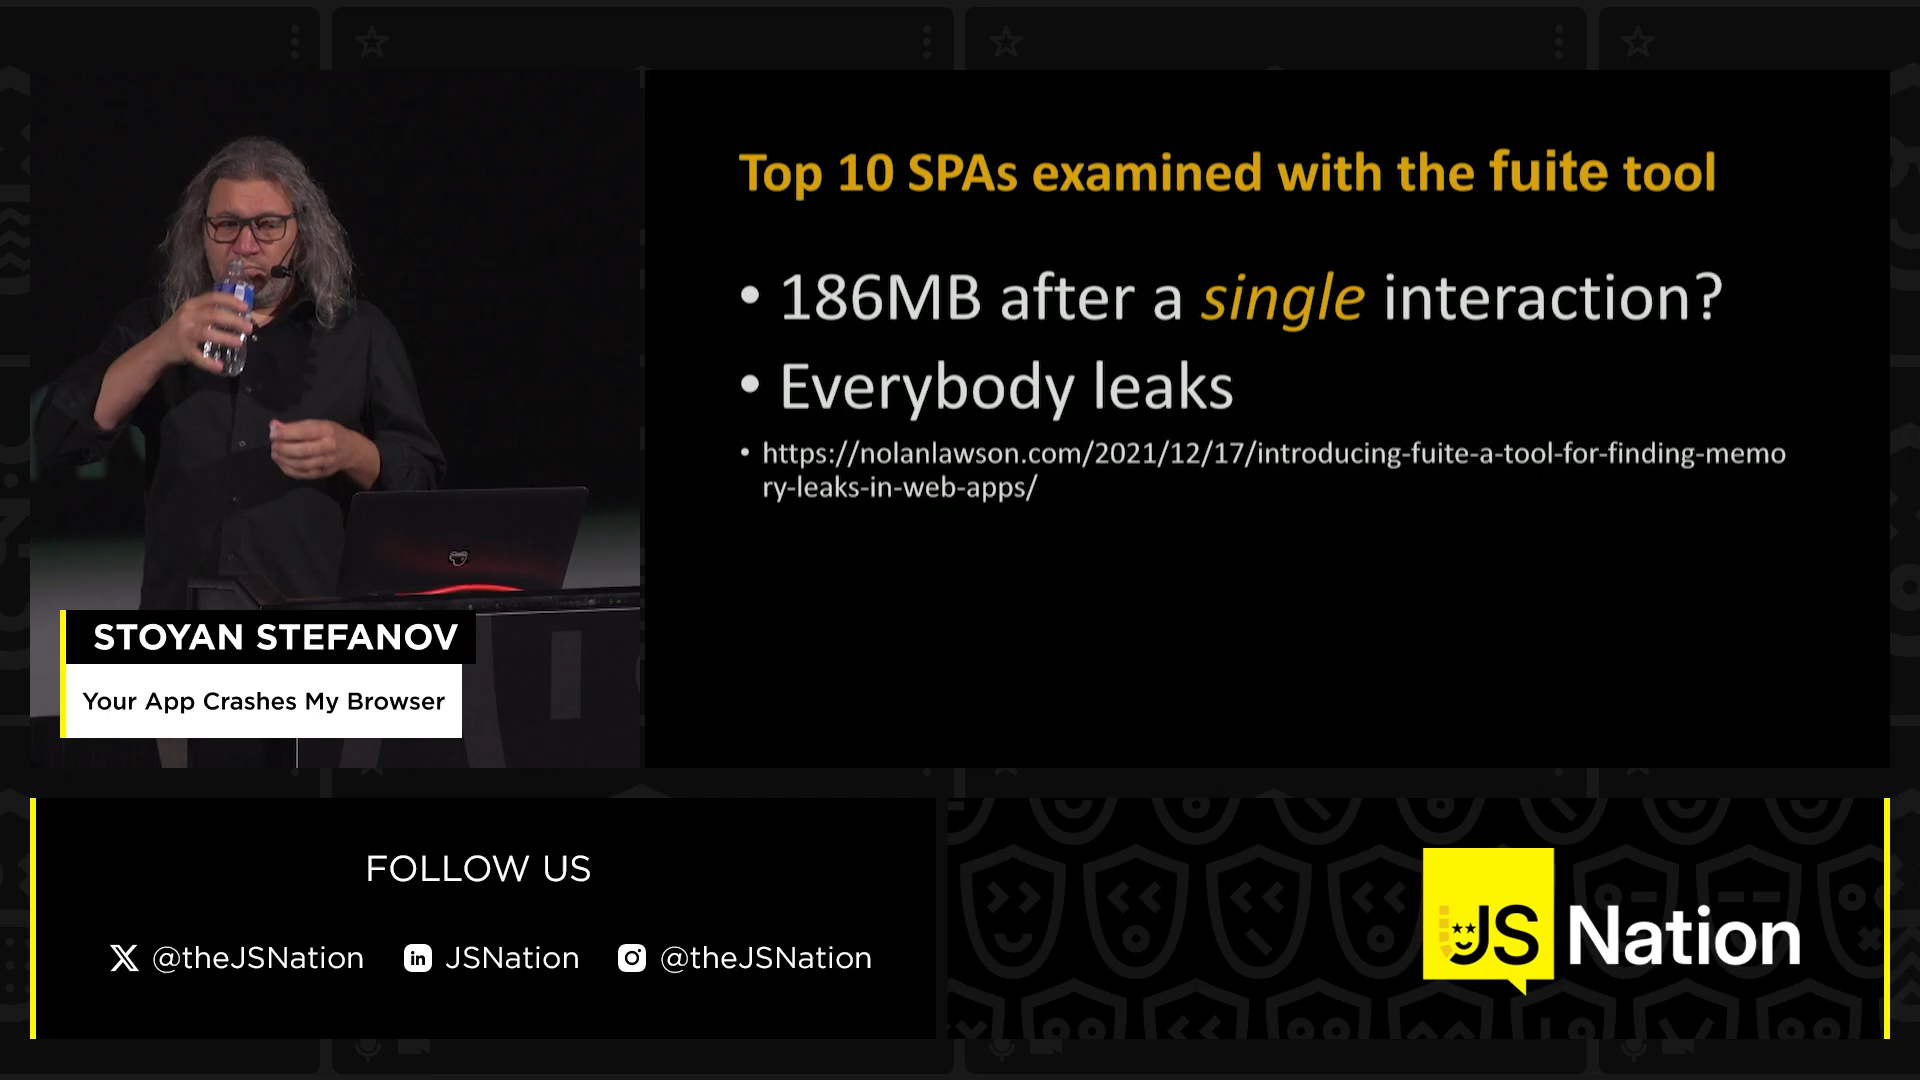 Top 10 SPAs examined with the fuite tool
• 186MB after a single interaction?
• Everybody leaks
• https://nolanlawson.com/2021/12/17/introducing-fuite-a-tool-for-finding-memo
ry-leaks-in-web-apps/
STOYAN STEFANOV
Your App Crashes My Browser
FOLLOW US
@theJSNation JSNation @theJSNation
JS Nation